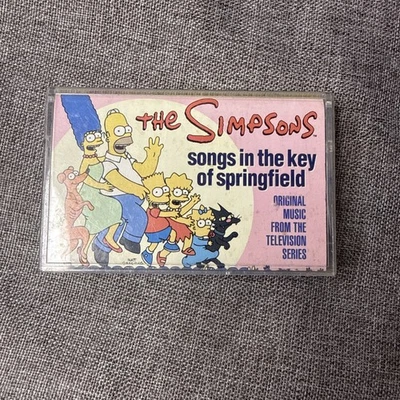 THE SIMPSONS
songs in the key
of springfield
ORIGINAL
MUSIC
FROM THE
TELEVISION
SERIES